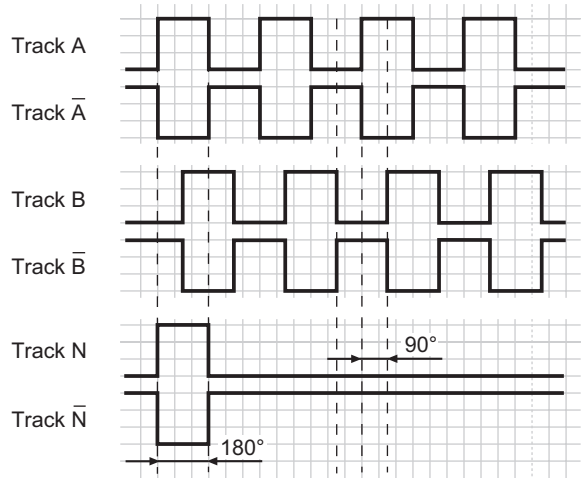 Track A
Track A̅
Track B
Track B̅
Track N
90°
Track N̅
180°